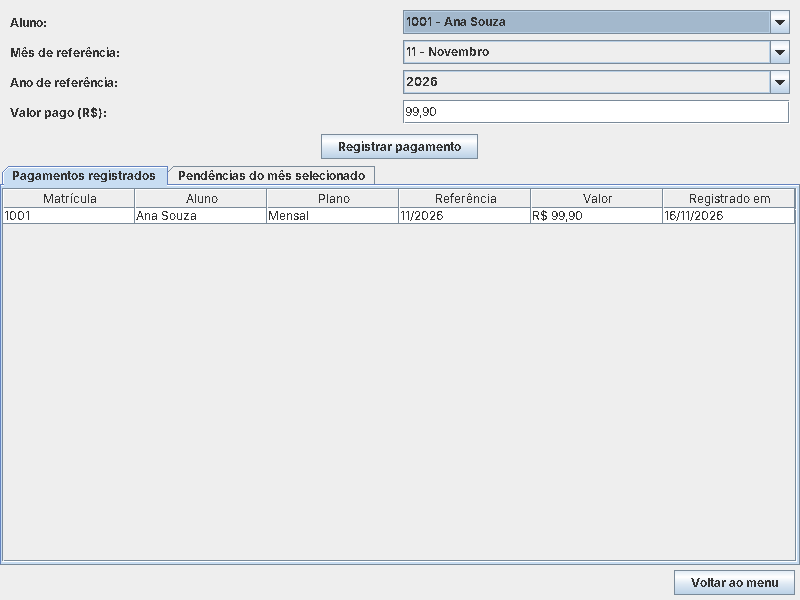 Aluno: 1001 - Ana Souza
Mês de referência: 11 - Novembro
Ano de referência: 2026
Valor pago (R$): 99,90
Registrar pagamento
Pagamentos registrados Pendências do mês selecionado
Matrícula Aluno Plano Referência Valor Registrado em
1001 Ana Souza Mensal 11/2026 R$ 99,90 16/11/2026
Voltar ao menu